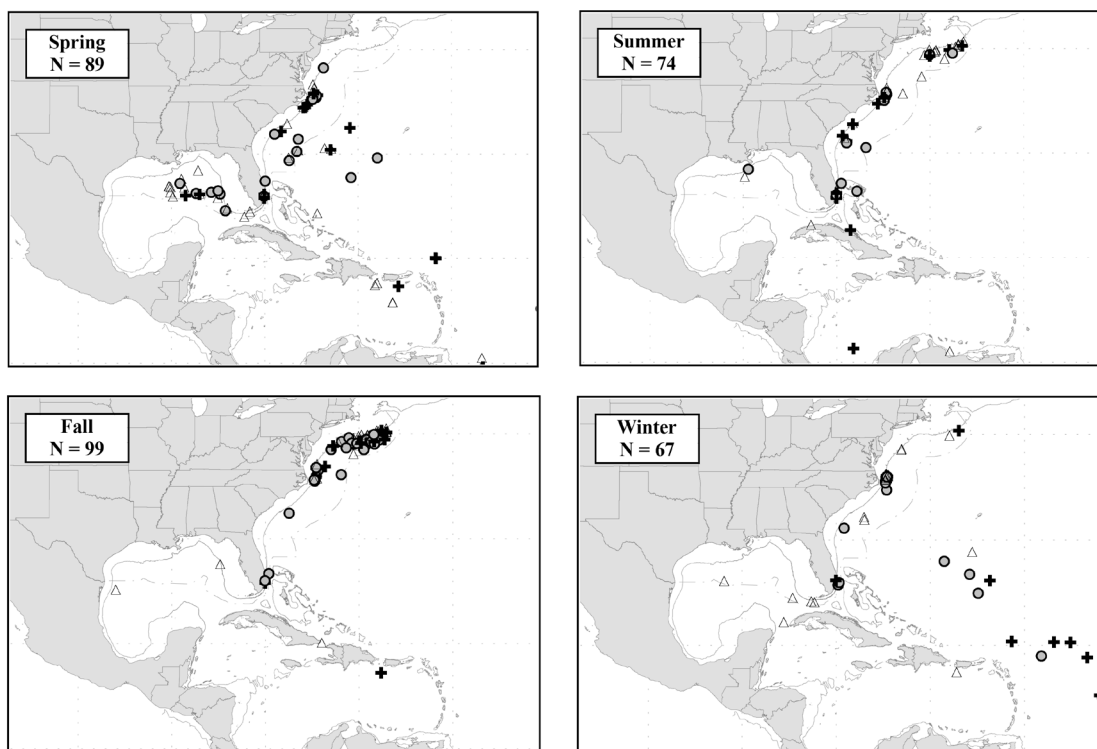 Spring
N = 89
Summer
N = 74
Fall
N = 99
Winter
N = 67